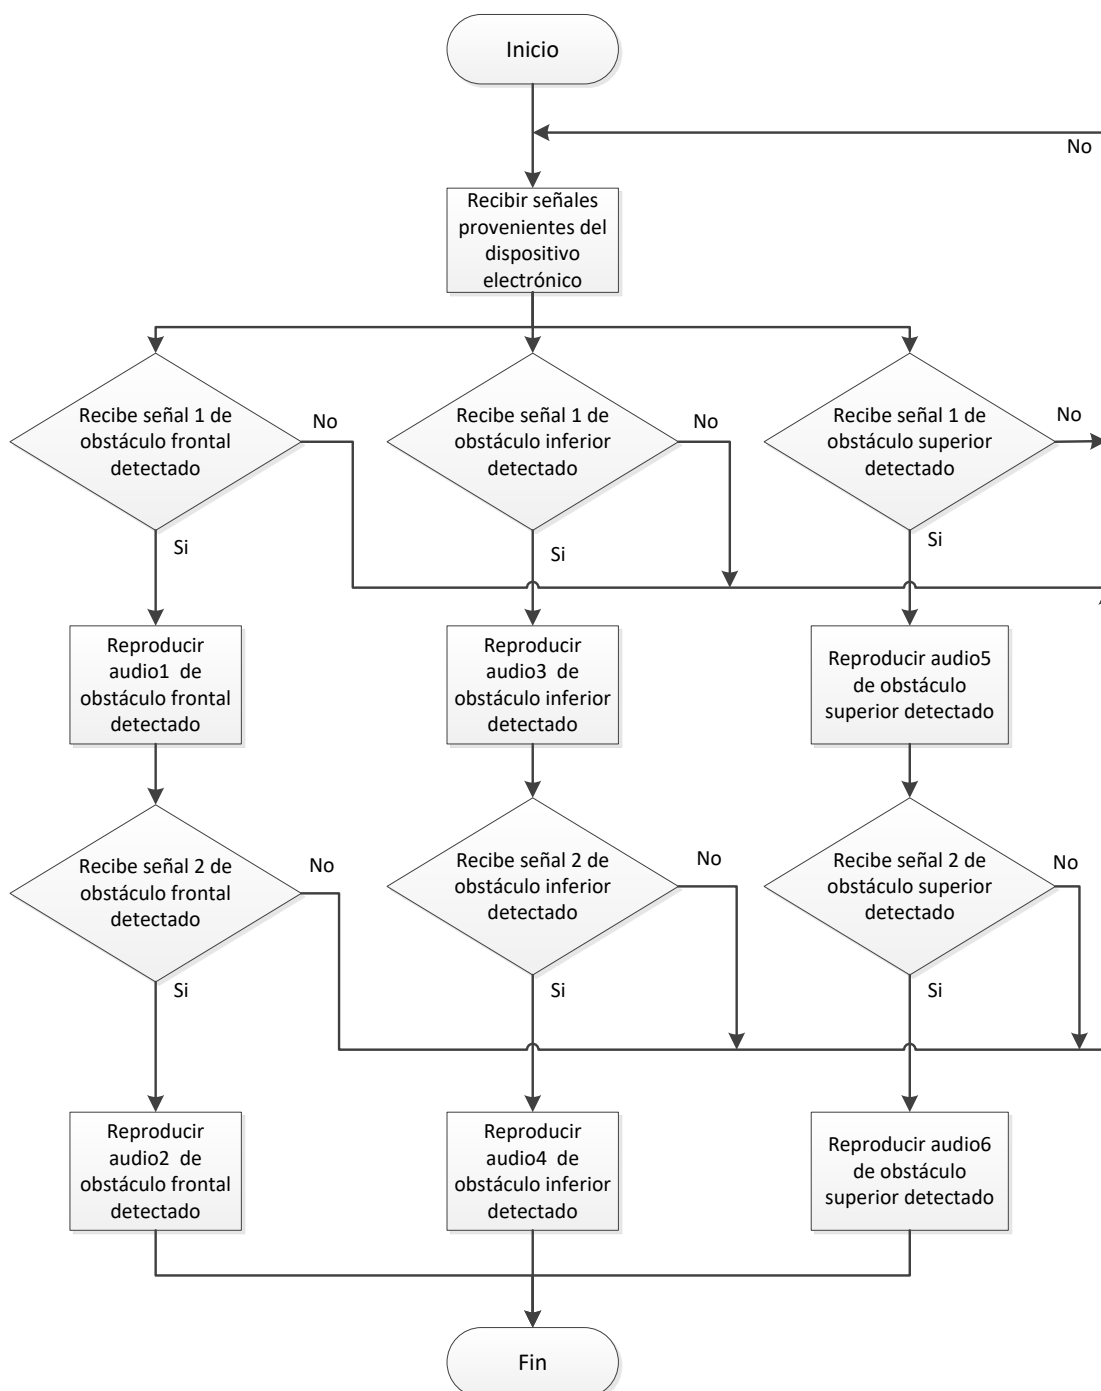 Inicio
No
Recibir señales
provenientes del
dispositivo
electrónico
Recibe señal 1 de
obstáculo frontal
detectado
No
Recibe señal 1 de
obstáculo inferior
detectado
No
Recibe señal 1 de
obstáculo superior
detectado
No
Si
Si
Si
Reproducir
audio1 de
obstáculo frontal
detectado
Reproducir
audio3 de
obstáculo inferior
detectado
Reproducir audio5
de obstáculo
superior detectado
Recibe señal 2 de
obstáculo frontal
detectado
No
Recibe señal 2 de
obstáculo inferior
detectado
No
Recibe señal 2 de
obstáculo superior
detectado
No
Si
Si
Si
Reproducir
audio2 de
obstáculo frontal
detectado
Reproducir
audio4 de
obstáculo inferior
detectado
Reproducir audio6
de obstáculo
superior detectado
Fin